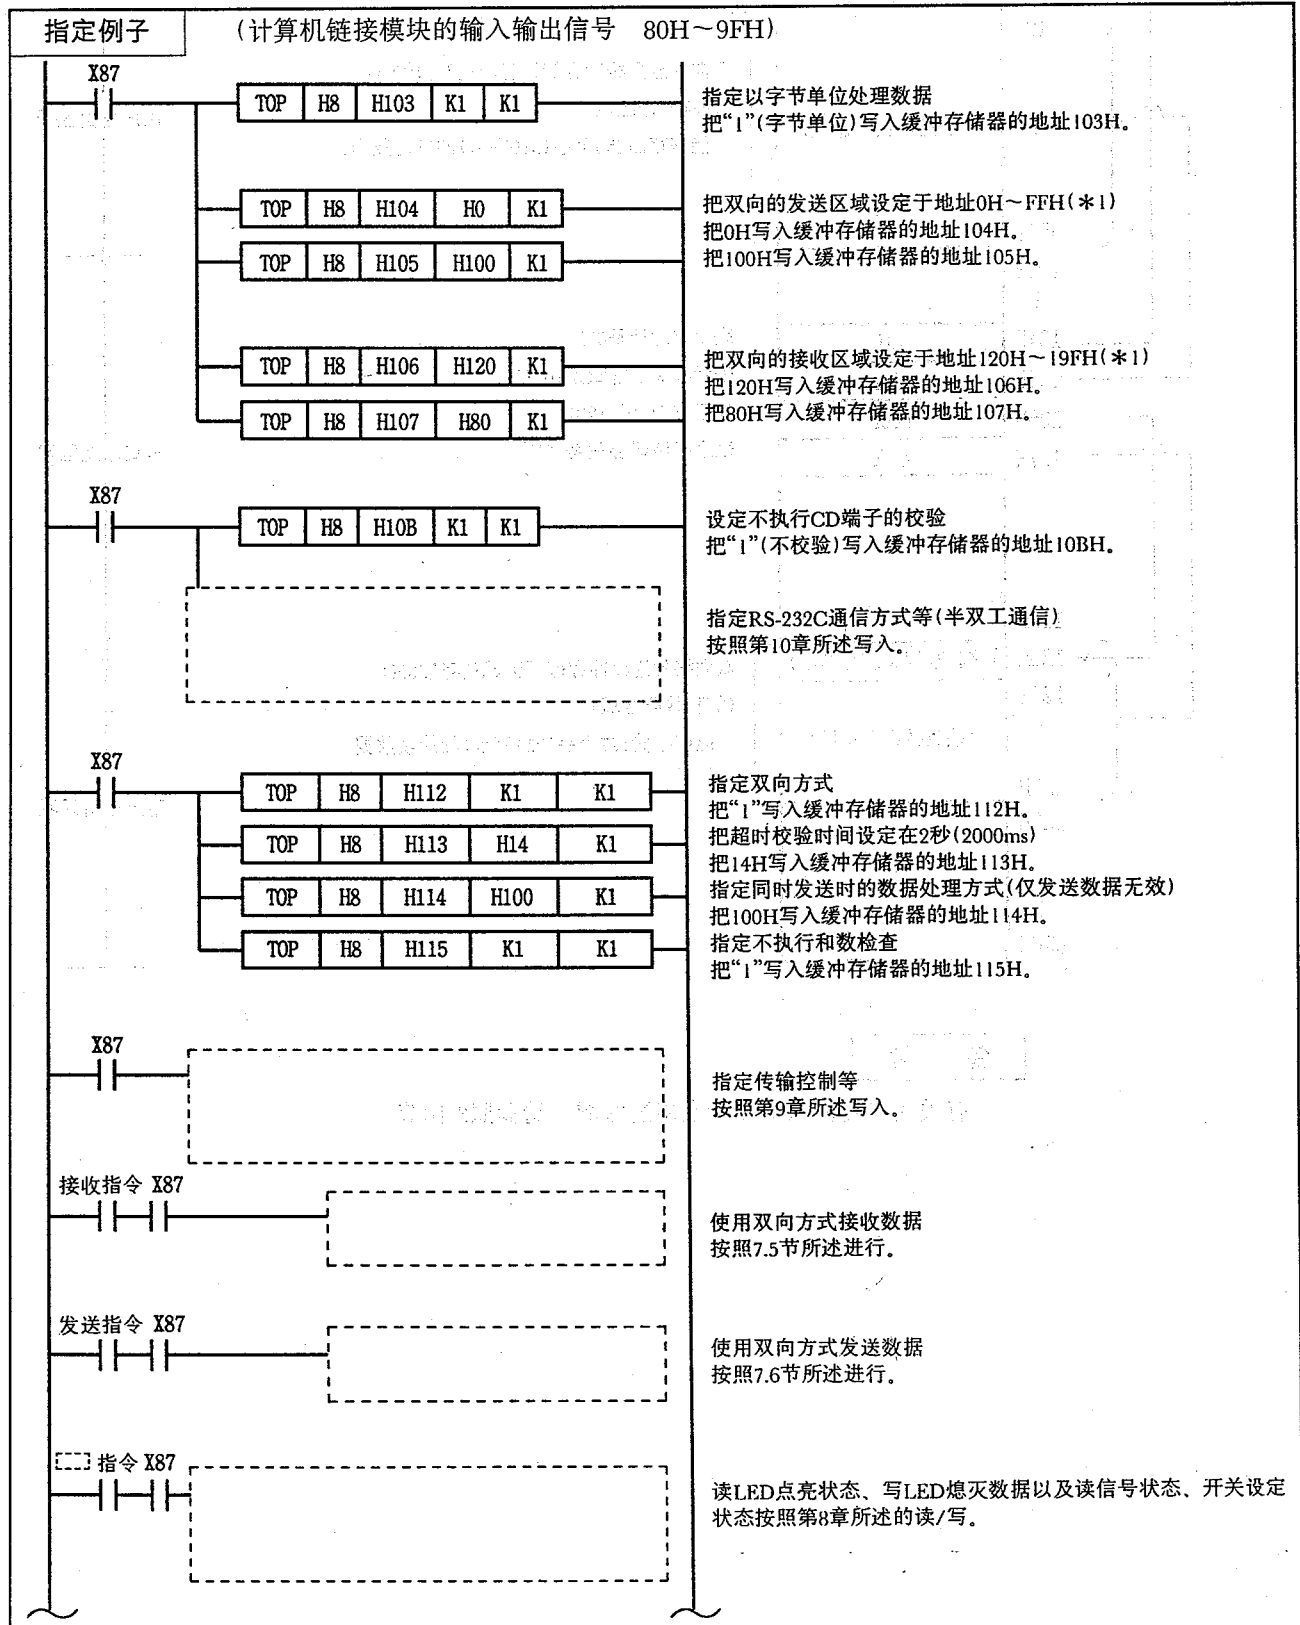 指定例子 (计算机链接模块的输入输出信号 80H～9FH)
X87
TOP H8 H103 K1 K1
指定以字节单位处理数据
把“1”(字节单位)写入缓冲存储器的地址103H。
TOP H8 H104 H0 K1
把双向的发送区域设定于地址0H～FFH(＊1)
把0H写入缓冲存储器的地址104H。
TOP H8 H105 H100 K1
把100H写入缓冲存储器的地址105H。
TOP H8 H106 H120 K1
把双向的接收区域设定于地址120H～19FH(＊1)
把120H写入缓冲存储器的地址106H。
TOP H8 H107 H80 K1
把80H写入缓冲存储器的地址107H。
X87
TOP H8 H10B K1 K1
设定不执行CD端子的校验
把“1”(不校验)写入缓冲存储器的地址10BH。
指定RS-232C通信方式等(半双工通信)
按照第10章所述写入。
X87
TOP H8 H112 K1 K1
指定双向方式
把“1”写入缓冲存储器的地址112H。
TOP H8 H113 H14 K1
把超时校验时间设定在2秒(2000ms)
把14H写入缓冲存储器的地址113H。
TOP H8 H114 H100 K1
指定同时发送时的数据处理方式(仅发送数据无效)
把100H写入缓冲存储器的地址114H。
TOP H8 H115 K1 K1
指定不执行和数检查
把“1”写入缓冲存储器的地址115H。
X87
指定传输控制等
按照第9章所述写入。
接收指令 X87
使用双向方式接收数据
按照7.5节所述进行。
发送指令 X87
使用双向方式发送数据
按照7.6节所述进行。
指令 X87
读LED点亮状态、写LED熄灭数据以及读信号状态、开关设定
状态按照第8章所述的读/写。